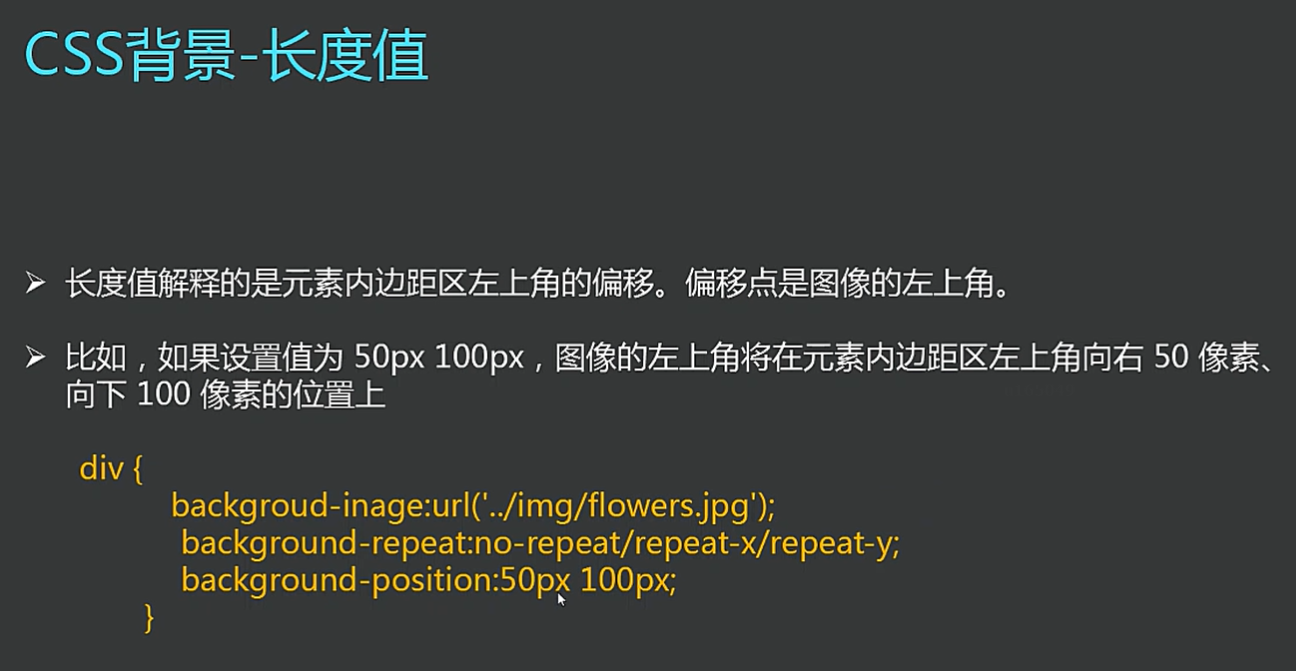 CSS背景-长度值
➢ 长度值解释的是元素内边距区左上角的偏移。偏移点是图像的左上角。
➢ 比如，如果设置值为 50px 100px，图像的左上角将在元素内边距区左上角向右 50 像素、
向下 100 像素的位置上
div {
backgroud-inage:url('../img/flowers.jpg');
background-repeat:no-repeat/repeat-x/repeat-y;
background-position:50px 100px;
}